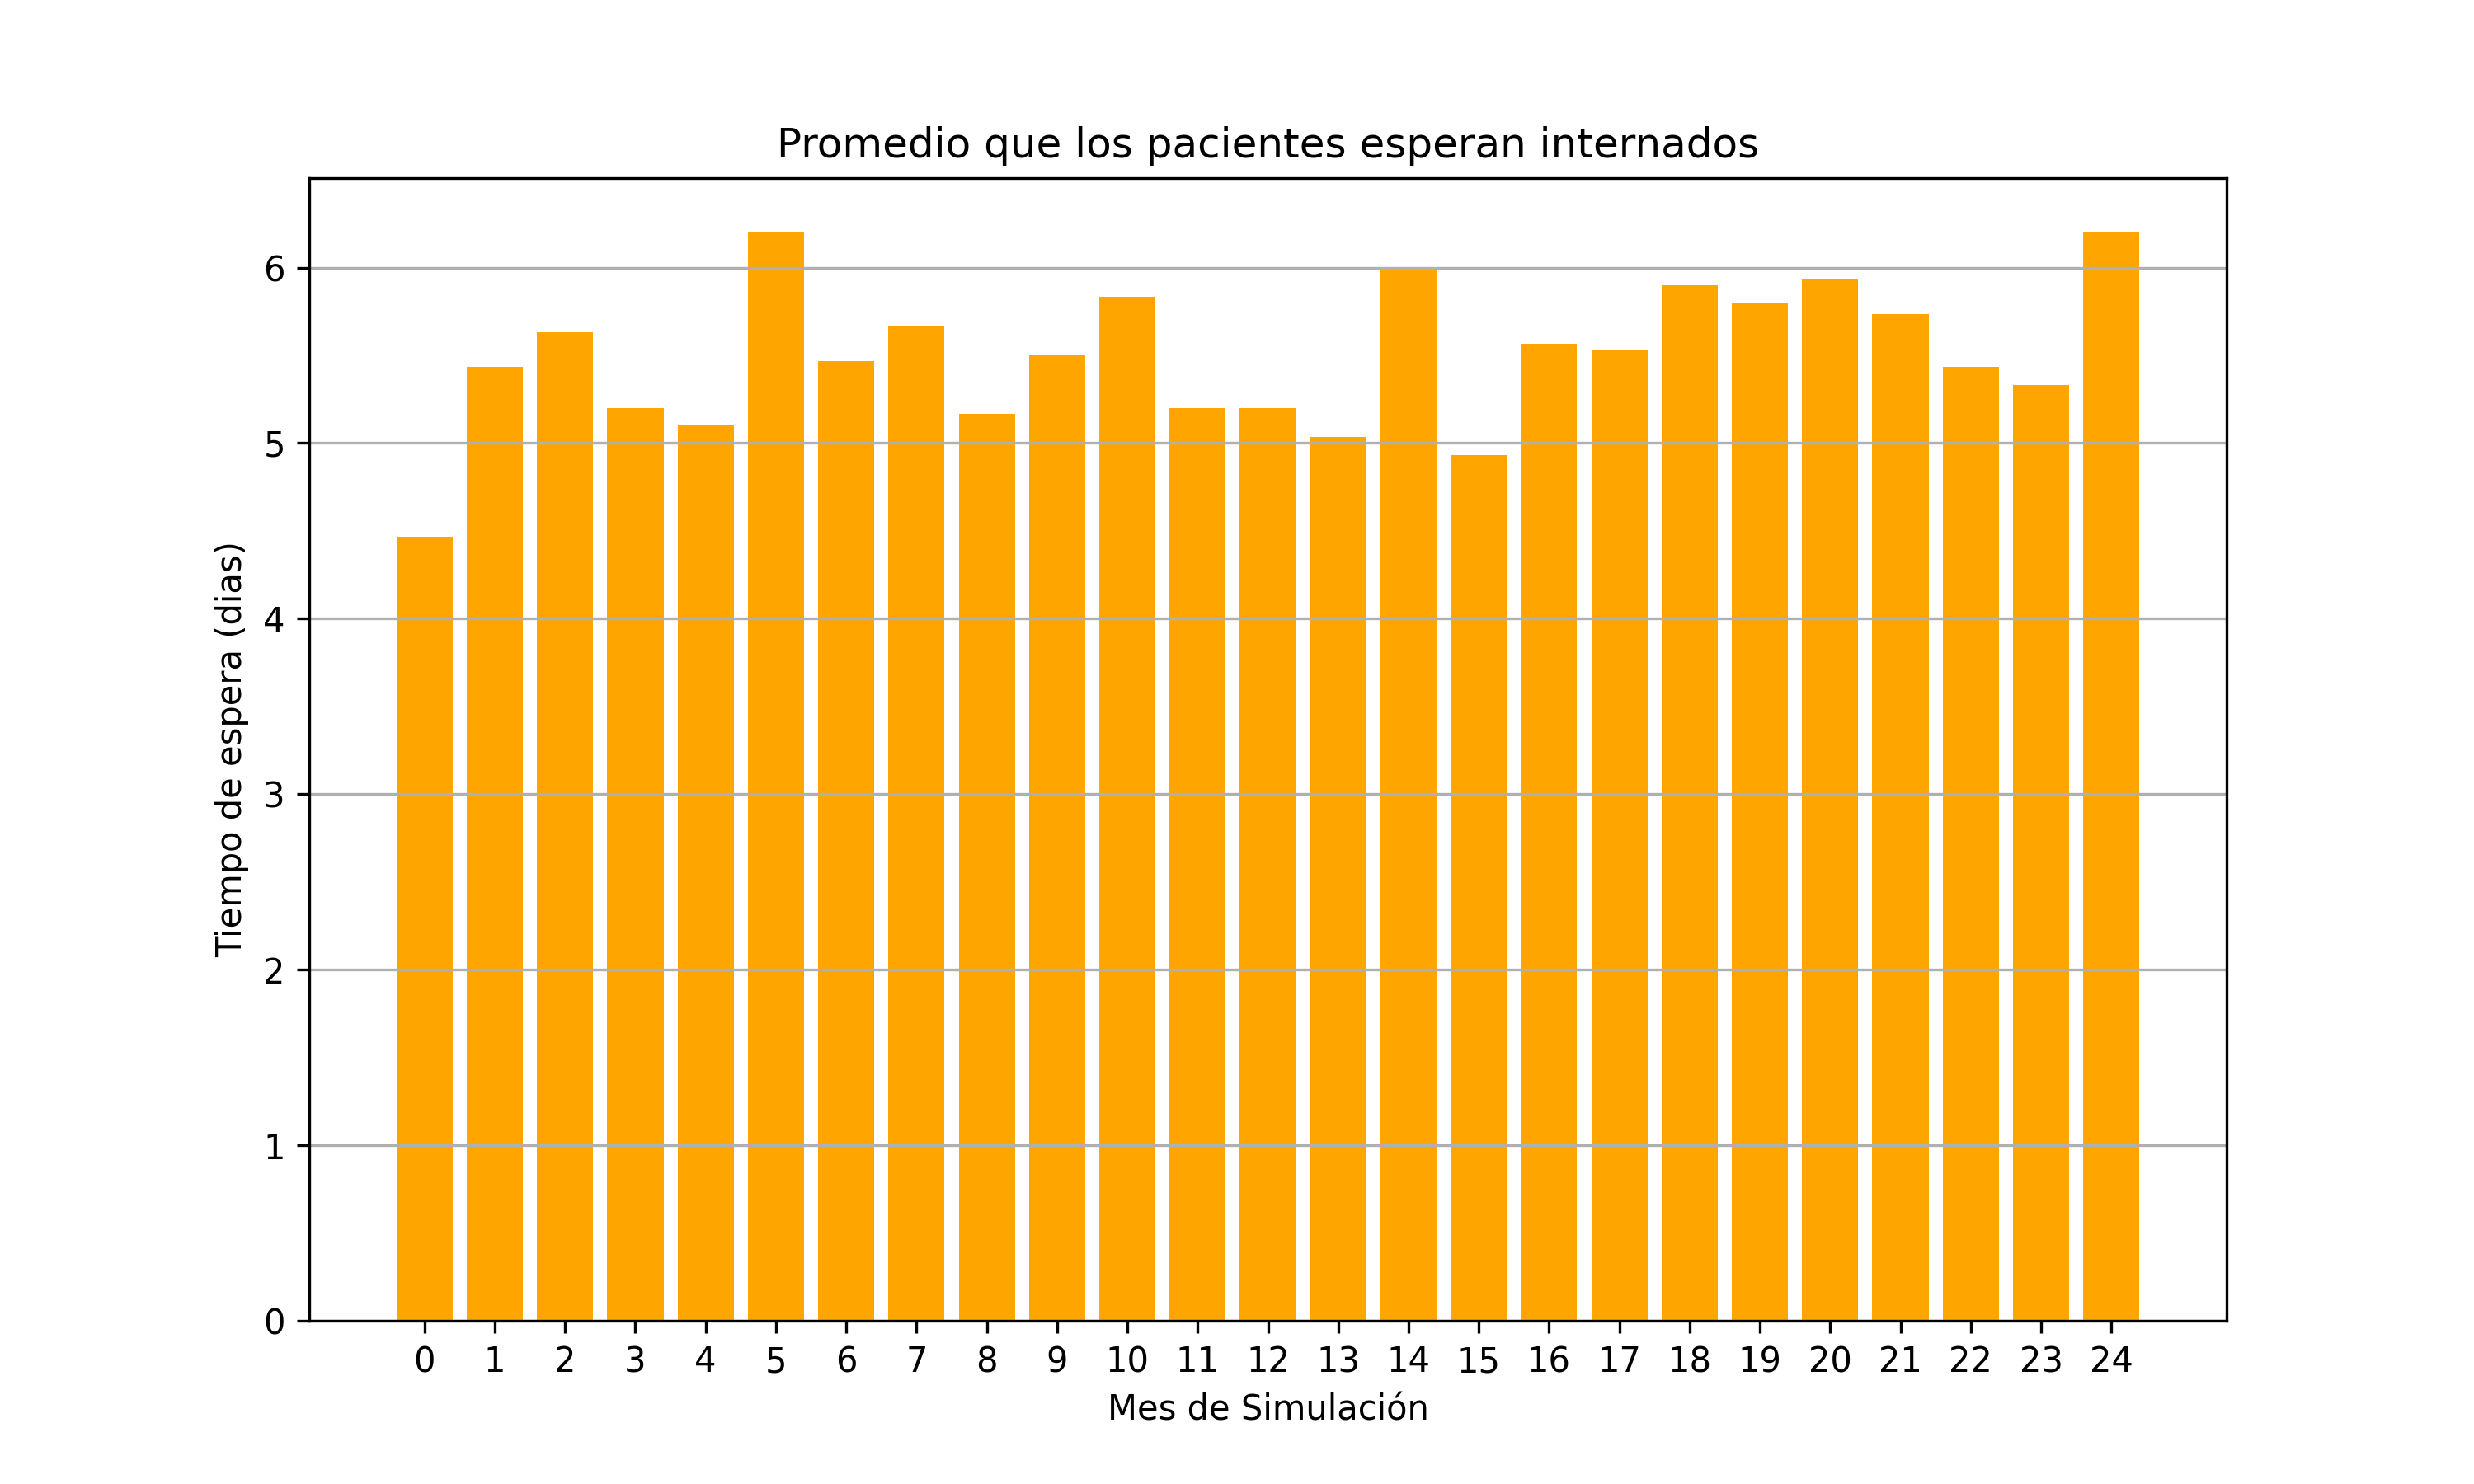 Promedio que los pacientes esperan internados
Tiempo de espera (dias)
6
5
4
3
2
1
0
0 1 2 3 4 5 6 7 8 9 10 11 12 13 14 15 16 17 18 19 20 21 22 23 24
Mes de Simulación